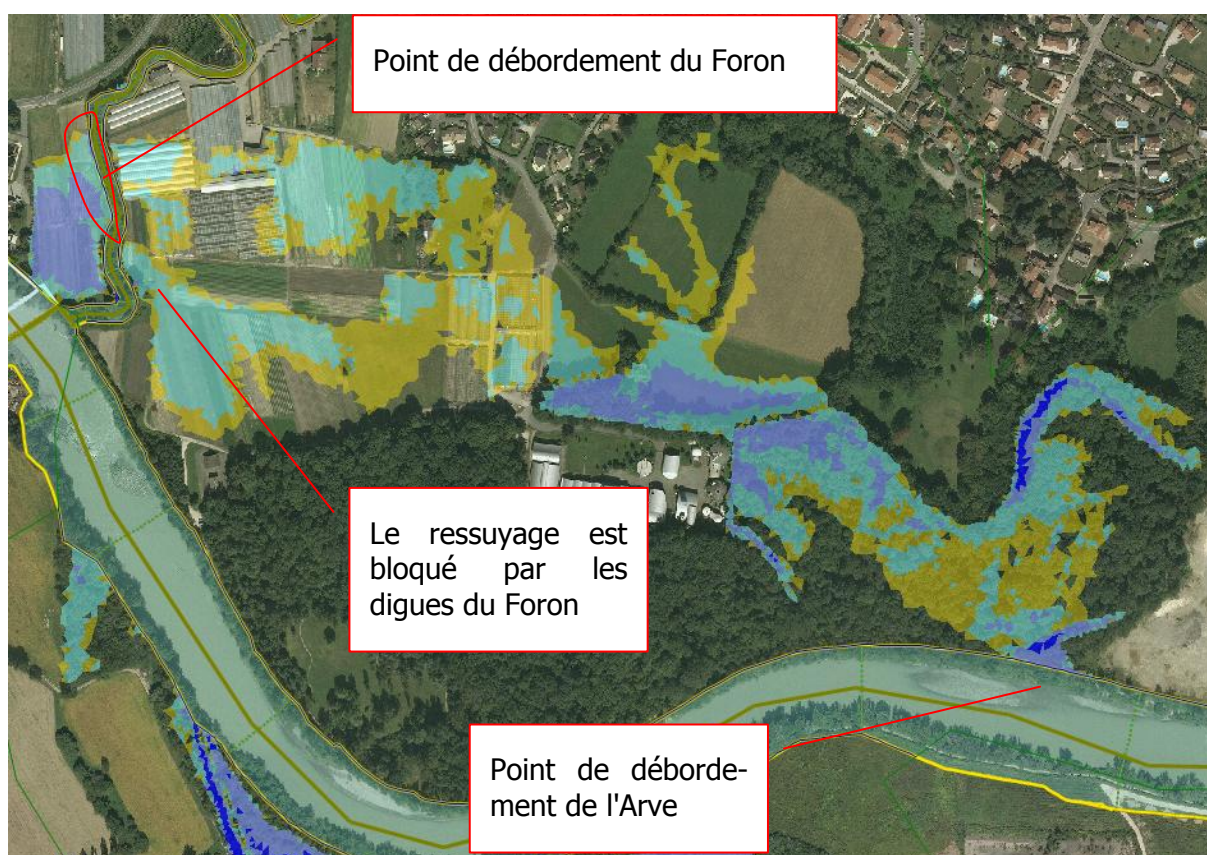 Point de débordement du Foron
Le ressuyage est
bloqué par les
digues du Foron
Point de déborde-
ment de l'Arve